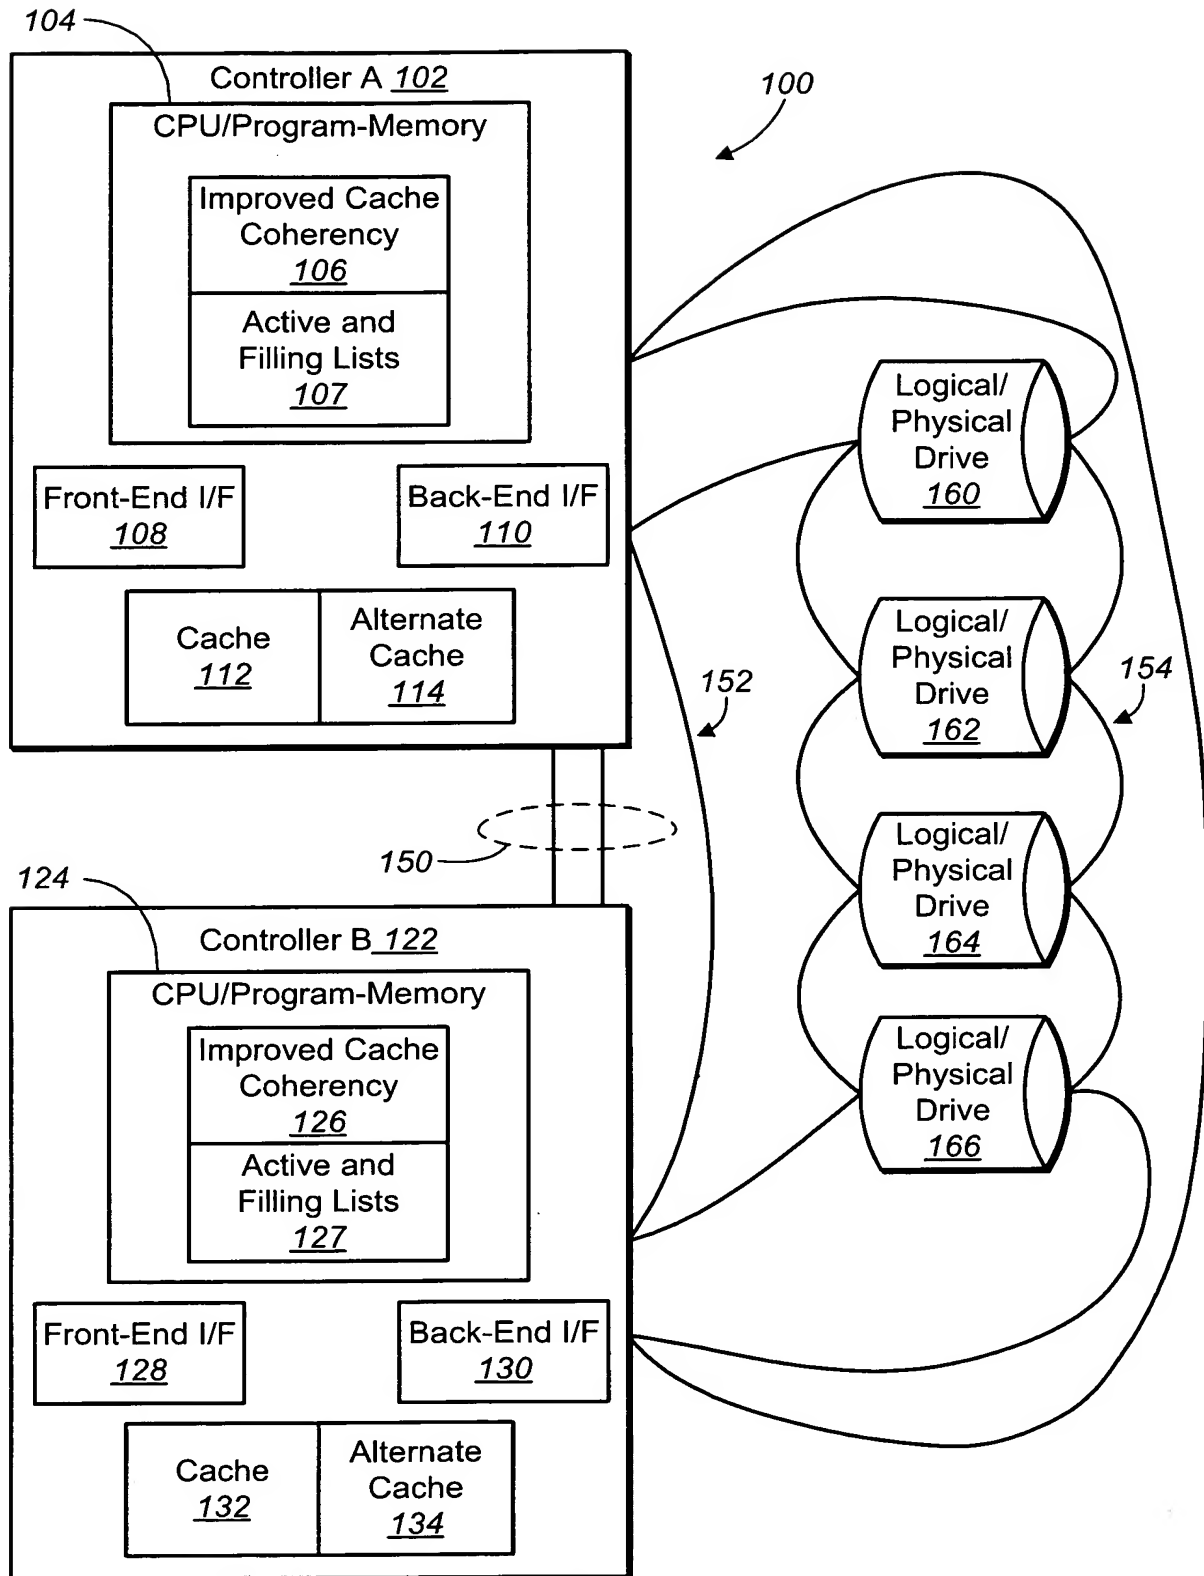 104
Controller A 102
CPU/Program-Memory
Improved Cache
Coherency
106
Active and
Filling Lists
107
Front-End I/F
108
Back-End I/F
110
Cache
112
Alternate
Cache
114
100
Logical/
Physical
Drive
160
Logical/
Physical
Drive
162
152
154
Logical/
Physical
Drive
164
Logical/
Physical
Drive
166
150
124
Controller B 122
CPU/Program-Memory
Improved Cache
Coherency
126
Active and
Filling Lists
127
Front-End I/F
128
Back-End I/F
130
Cache
132
Alternate
Cache
134